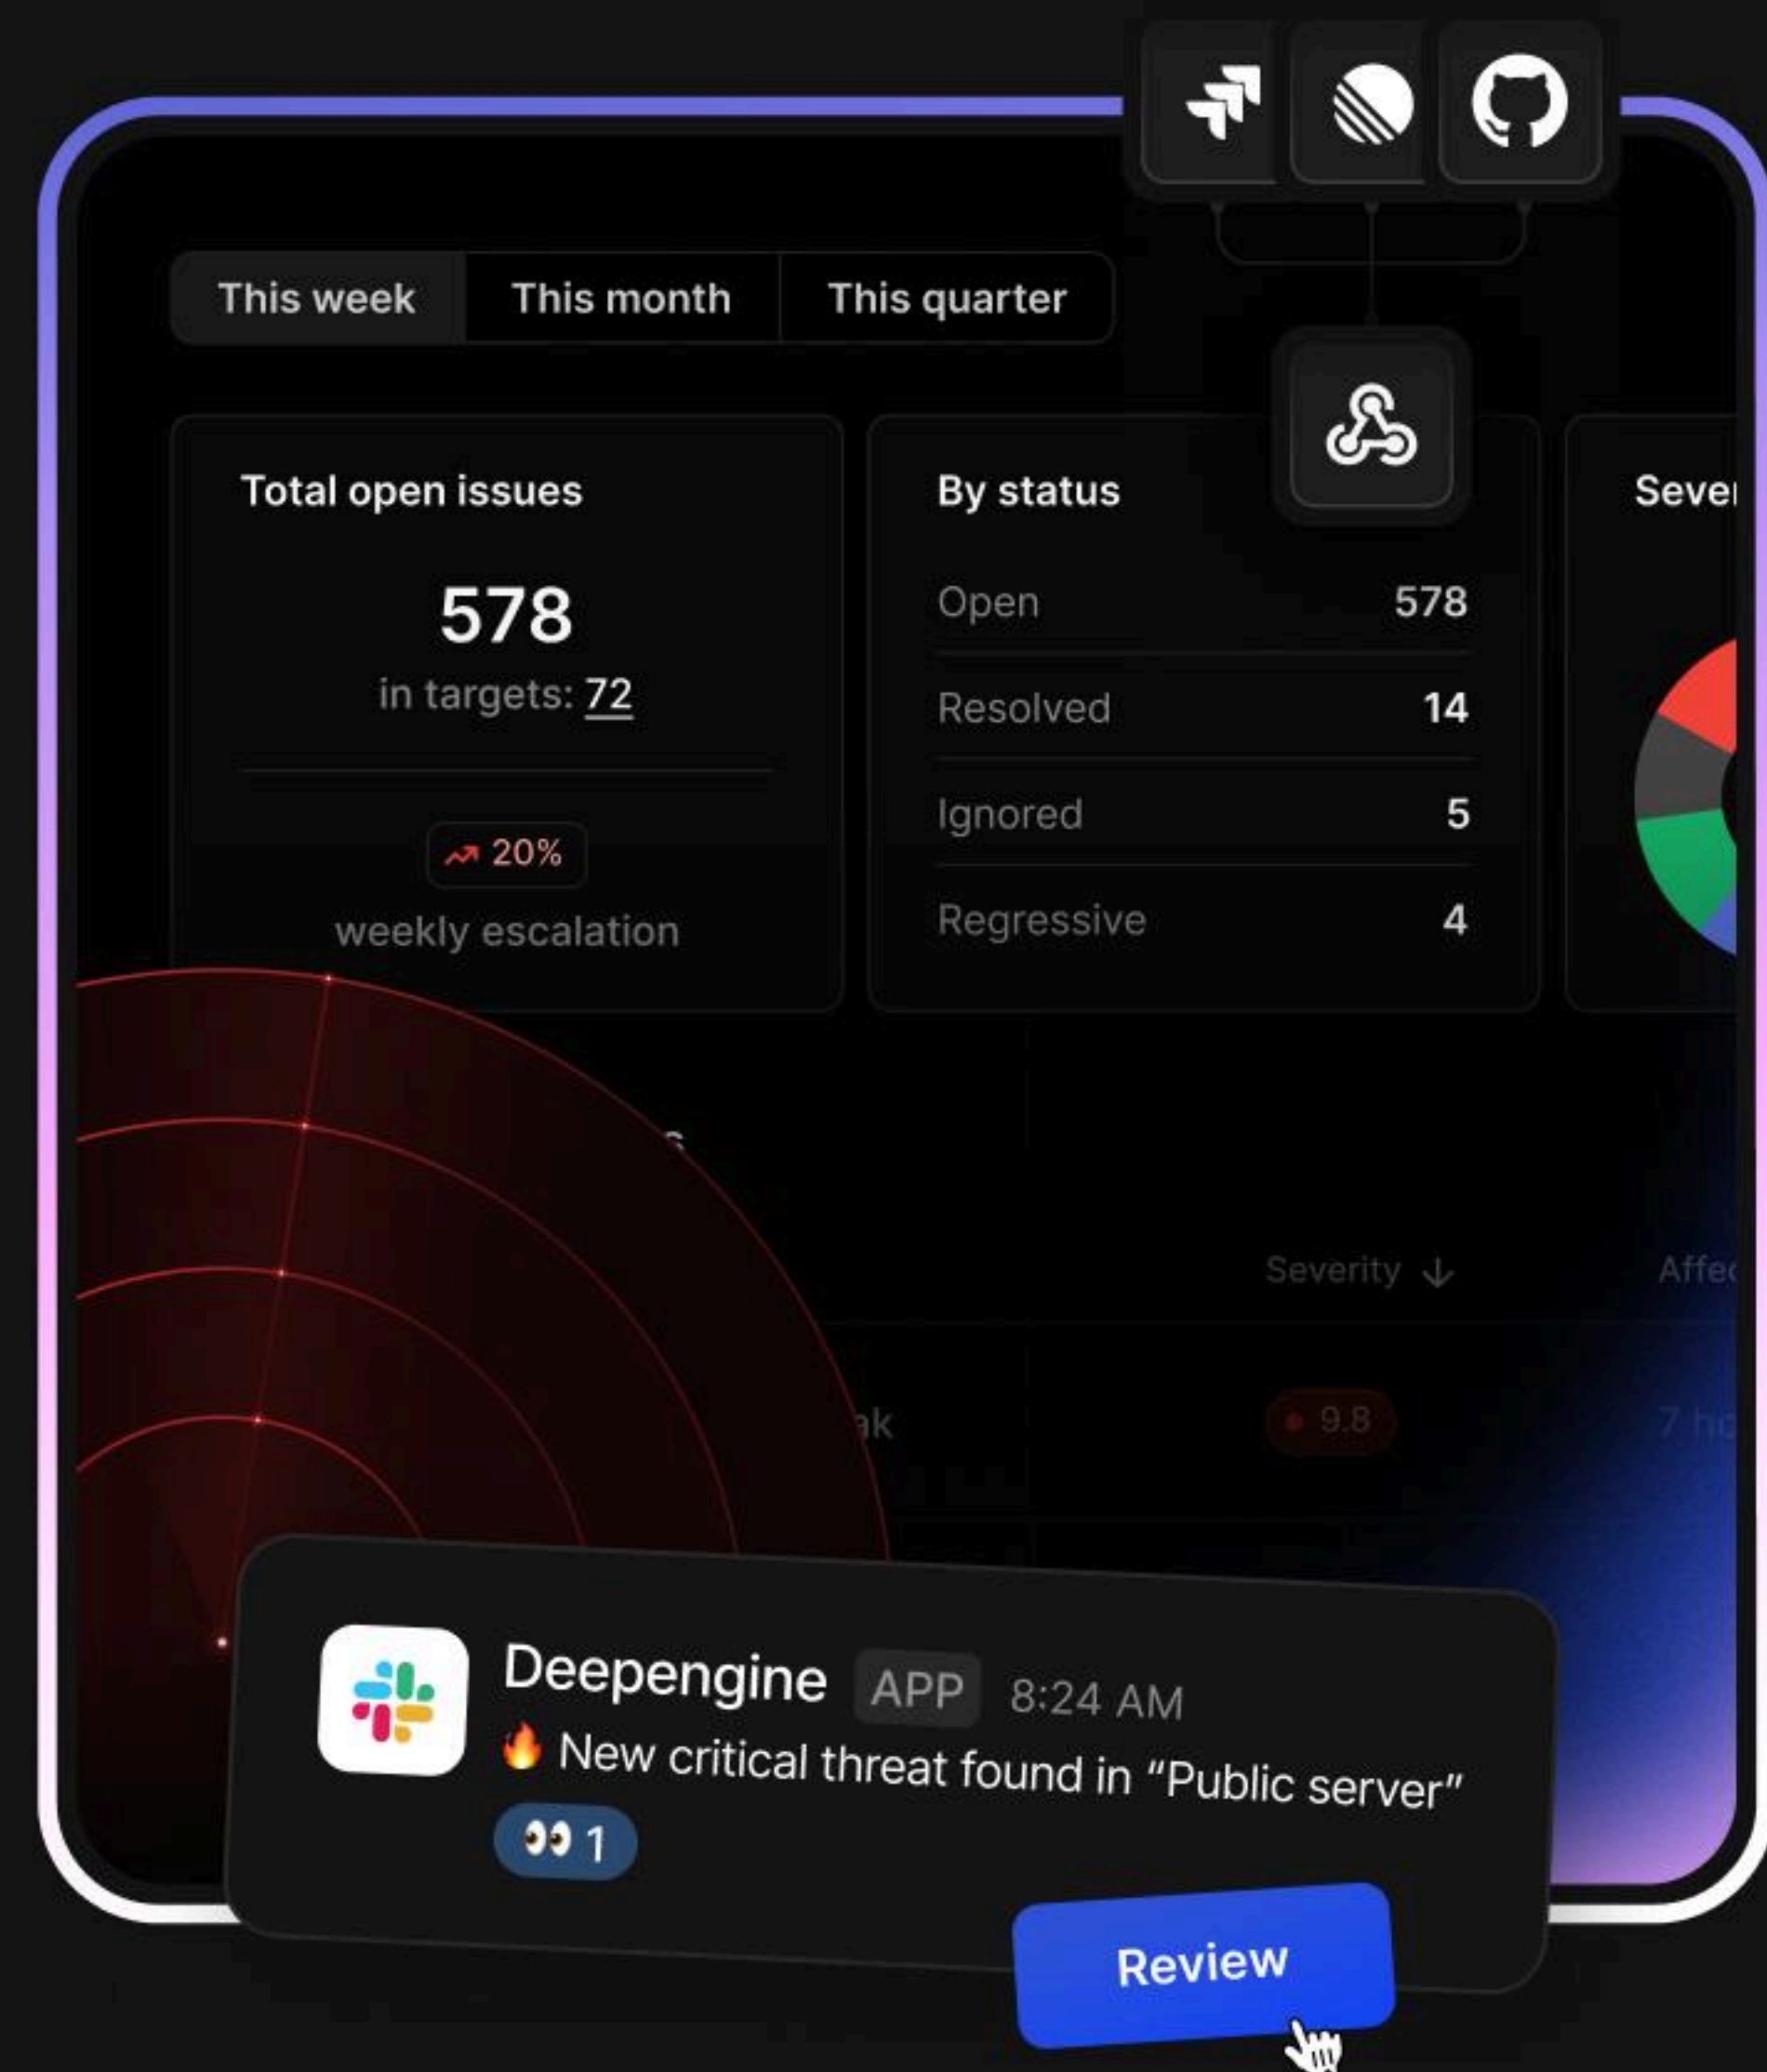 This week
This month
This quarter
Total open issues
578
in targets: 72
20%
weekly escalation
By status
Open 578
Resolved 14
Ignored 5
Regressive 4
Severity ↓
9.8
Deepengine APP 8:24 AM
🔥 New critical threat found in “Public server”
👀 1
Review